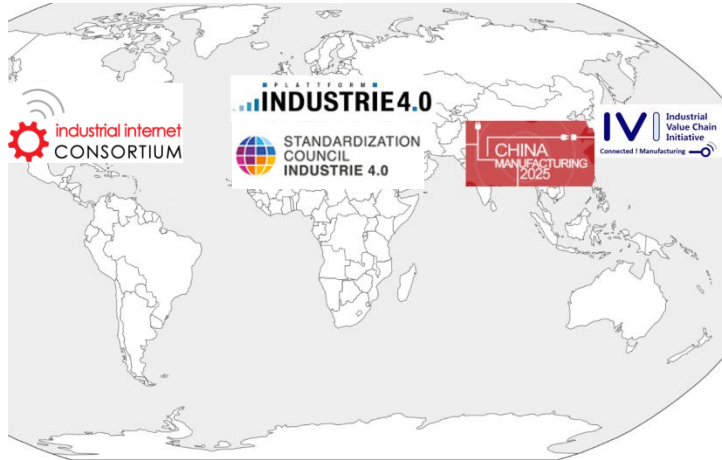 industrial internet
CONSORTIUM
PLATTFORM
INDUSTRIE4.0
STANDARDIZATION
COUNCIL
INDUSTRIE 4.0
CHINA
MANUFACTURING
2025
IVI
Industrial
Value Chain
Initiative
Connected ! Manufacturing